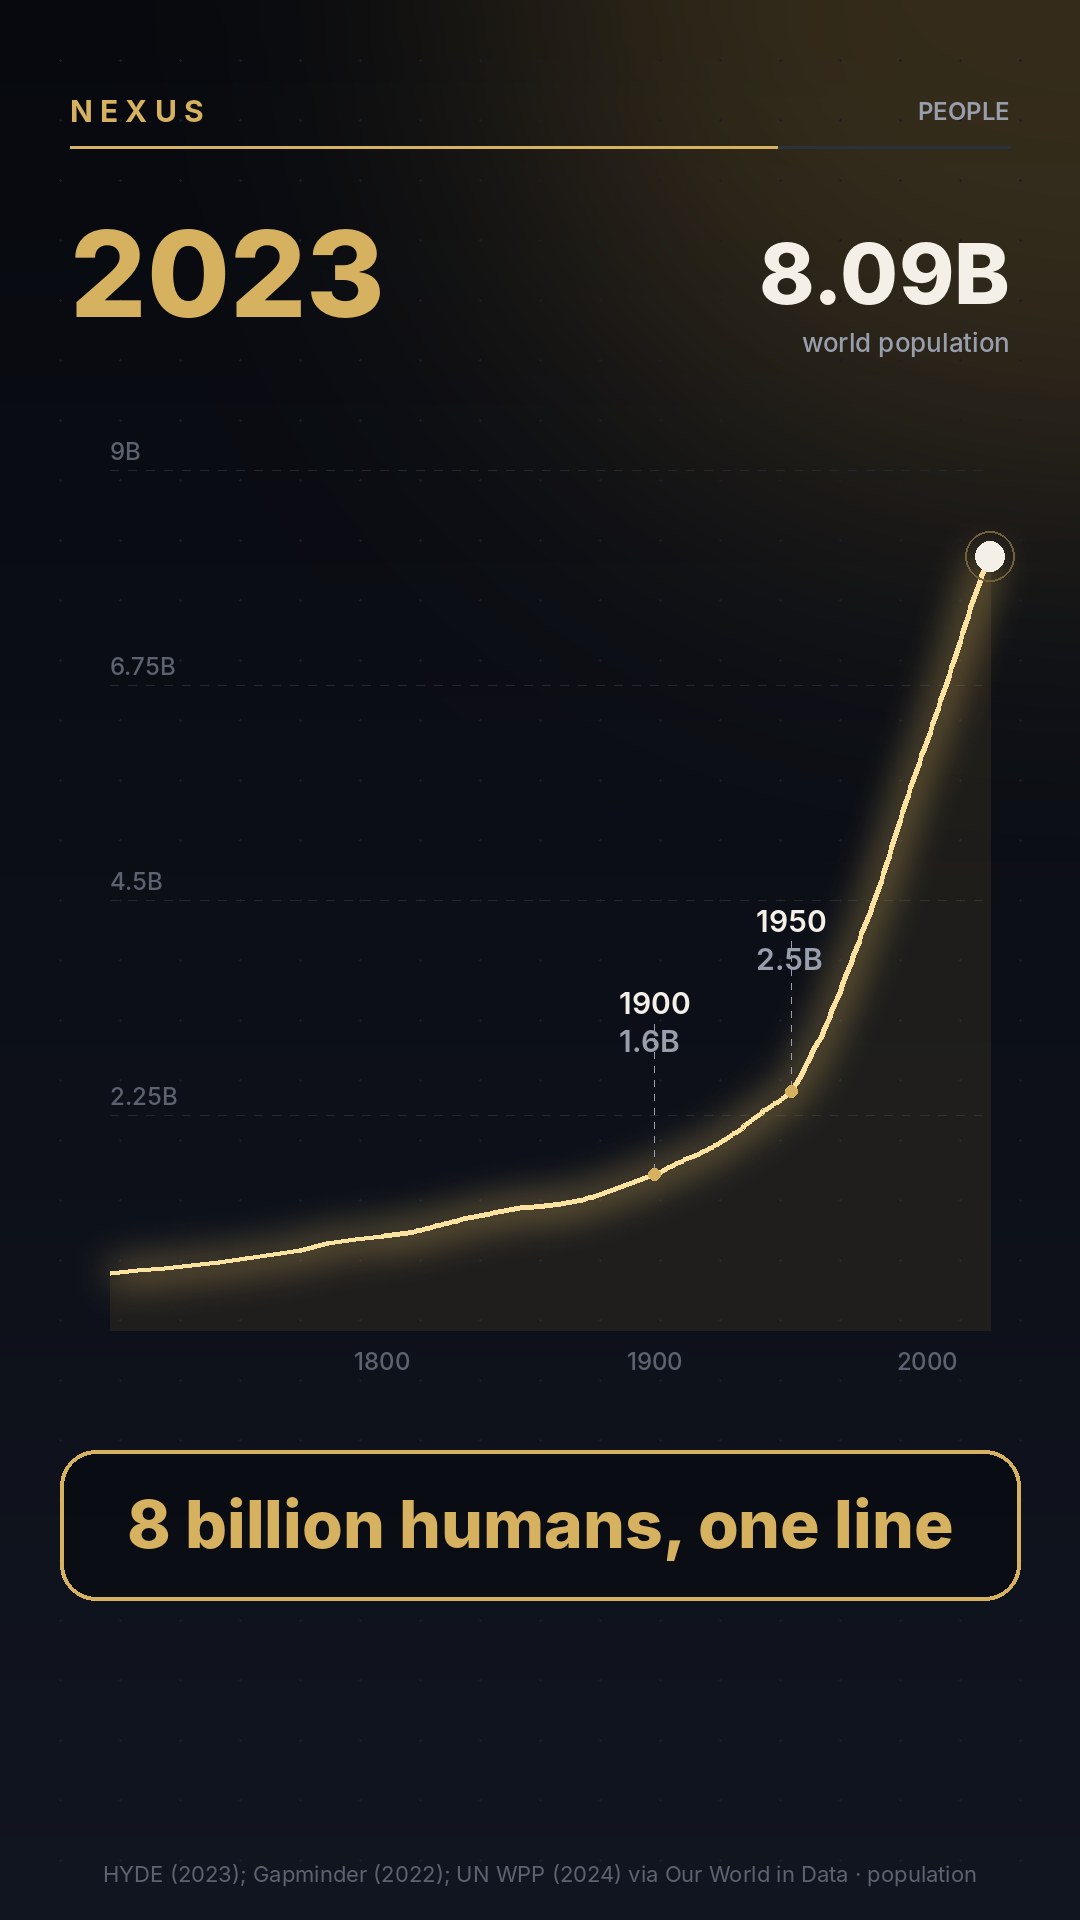 NEXUS
PEOPLE
2023
8.09B
world population
9B
6.75B
4.5B
1950
2.5B
1900
1.6B
2.25B
1800
1900
2000
8 billion humans, one line
HYDE (2023); Gapminder (2022); UN WPP (2024) via Our World in Data · population